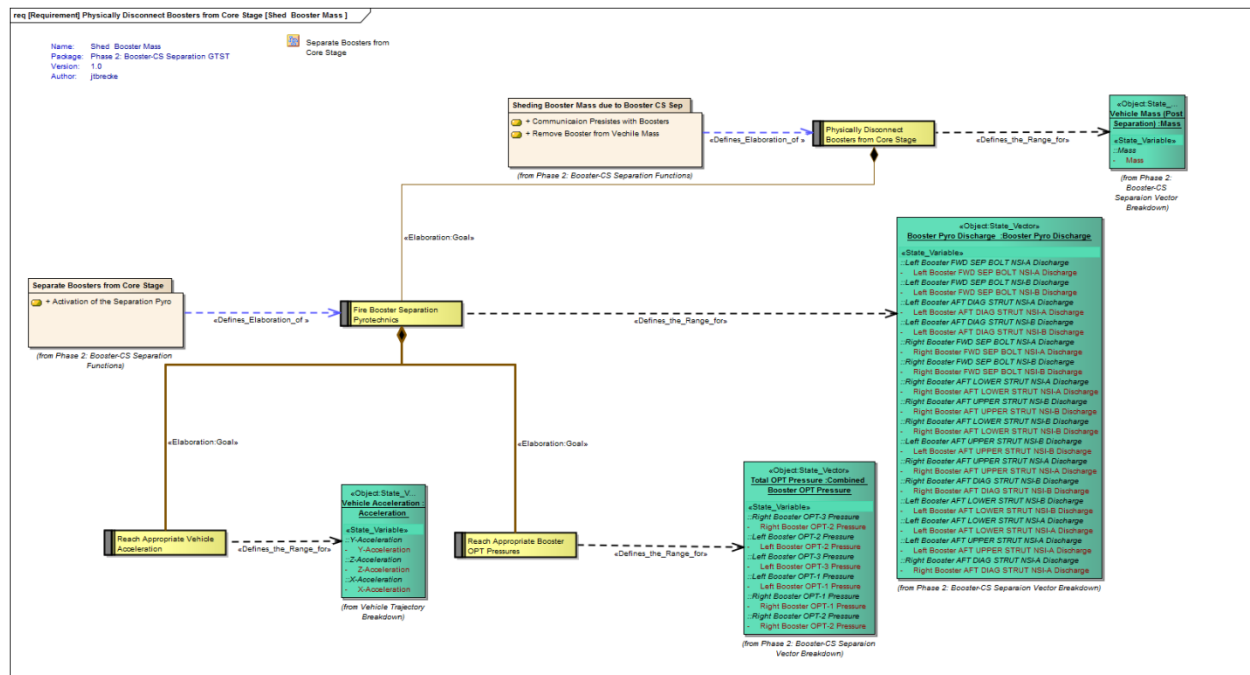 req [Requirement] Physically Disconnect Boosters from Core Stage [Shed  Booster Mass ]
Name: Shed  Booster Mass
Package: Phase 2: Booster-CS Separation GTST
Version: 1.0
Author: jtbrecke
Separate Boosters from
Core Stage
Sheding Booster Mass due to Booster CS Sep
+ Communicaion Presistes with Boosters
+ Remove Booster from Vechile Mass
(from Phase 2: Booster-CS Separation Functions)
«Defines_Elaboration_of »
Physically Disconnect
Boosters from Core Stage
«Defines_the_Range_for»
«Object:State_...
Vehicle Mass (Post
Separation) :Mass
«State_Variable»
::Mass
- Mass
(from Phase 2:
Booster-CS
Separaion Vector
Breakdown)
«Elaboration:Goal»
Separate Boosters from Core Stage
+ Activation of the Separation Pyro
(from Phase 2: Booster-CS Separation
Functions)
«Defines_Elaboration_of »
Fire Booster Separation
Pyrotechnics
«Defines_the_Range_for»
«Object:State_Vector»
Booster Pyro Discharge  :Booster Pyro Discharge
«State_Variable»
::Left Booster FWD SEP BOLT NSI-A Discharge
- Left Booster FWD SEP BOLT NSI-A Discharge
::Left Booster FWD SEP BOLT NSI-B Discharge
- Left Booster FWD SEP BOLT NSI-B Discharge
::Left Booster AFT DIAG STRUT NSI-A Discharge
- Left Booster AFT DIAG STRUT NSI-A Discharge
::Left Booster AFT DIAG STRUT NSI-B Discharge
- Left Booster AFT DIAG STRUT NSI-B Discharge
::Right Booster FWD SEP BOLT NSI-A Discharge
- Right Booster FWD SEP BOLT NSI-A Discharge
::Right Booster FWD SEP BOLT NSI-B Discharge
- Right Booster FWD SEP BOLT NSI-B Discharge
::Right Booster AFT LOWER STRUT NSI-A Discharge
- Right Booster AFT LOWER STRUT NSI-A Discharge
::Right Booster AFT UPPER STRUT NSI-B Discharge
- Right Booster AFT UPPER STRUT NSI-B Discharge
::Right Booster AFT LOWER STRUT NSI-B Discharge
- Right Booster AFT LOWER STRUT NSI-B Discharge
::Left Booster AFT UPPER STRUT NSI-B Discharge
- Left Booster AFT UPPER STRUT NSI-B Discharge
::Right Booster AFT UPPER STRUT NSI-A Discharge
- Right Booster AFT UPPER STRUT NSI-A Discharge
::Right Booster AFT DIAG STRUT NSI-B Discharge
- Right Booster AFT DIAG STRUT NSI-B Discharge
::Left Booster AFT LOWER STRUT NSI-B Discharge
- Left Booster AFT LOWER STRUT NSI-B Discharge
::Left Booster AFT LOWER STRUT NSI-A Discharge
- Left Booster AFT LOWER STRUT NSI-A Discharge
::Left Booster AFT UPPER STRUT NSI-A Discharge
- Left Booster AFT UPPER STRUT NSI-A Discharge
::Right Booster AFT DIAG STRUT NSI-A Discharge
- Right Booster AFT DIAG STRUT NSI-A Discharge
(from Phase 2: Booster-CS Separaion Vector Breakdown)
«Elaboration:Goal»
«Elaboration:Goal»
Reach Appropriate Vehicle
Acceleration
«Defines_the_Range_for»
«Object:State_V...
Vehicle Acceleration :
Acceleration
«State_Variable»
::Y-Acceleration
- Y-Acceleration
::Z-Acceleration
- Z-Acceleration
::X-Acceleration
- X-Acceleration
(from Vehicle Trajectory
Breakdown)
Reach Appropriate Booster
OPT Pressures
«Defines_the_Range_for»
«Object:State_Vector»
Total OPT Pressure :Combined
Booster OPT Pressure
«State_Variable»
::Right Booster OPT-3 Pressure
- Right Booster OPT-2 Pressure
::Left Booster OPT-2 Pressure
- Left Booster OPT-2 Pressure
::Left Booster OPT-3 Pressure
- Left Booster OPT-3 Pressure
::Left Booster OPT-1 Pressure
- Left Booster OPT-1 Pressure
::Right Booster OPT-1 Pressure
- Right Booster OPT-1 Pressure
::Right Booster OPT-2 Pressure
- Right Booster OPT-2 Pressure
(from Phase 2: Booster-CS Separaion
Vector Breakdown)